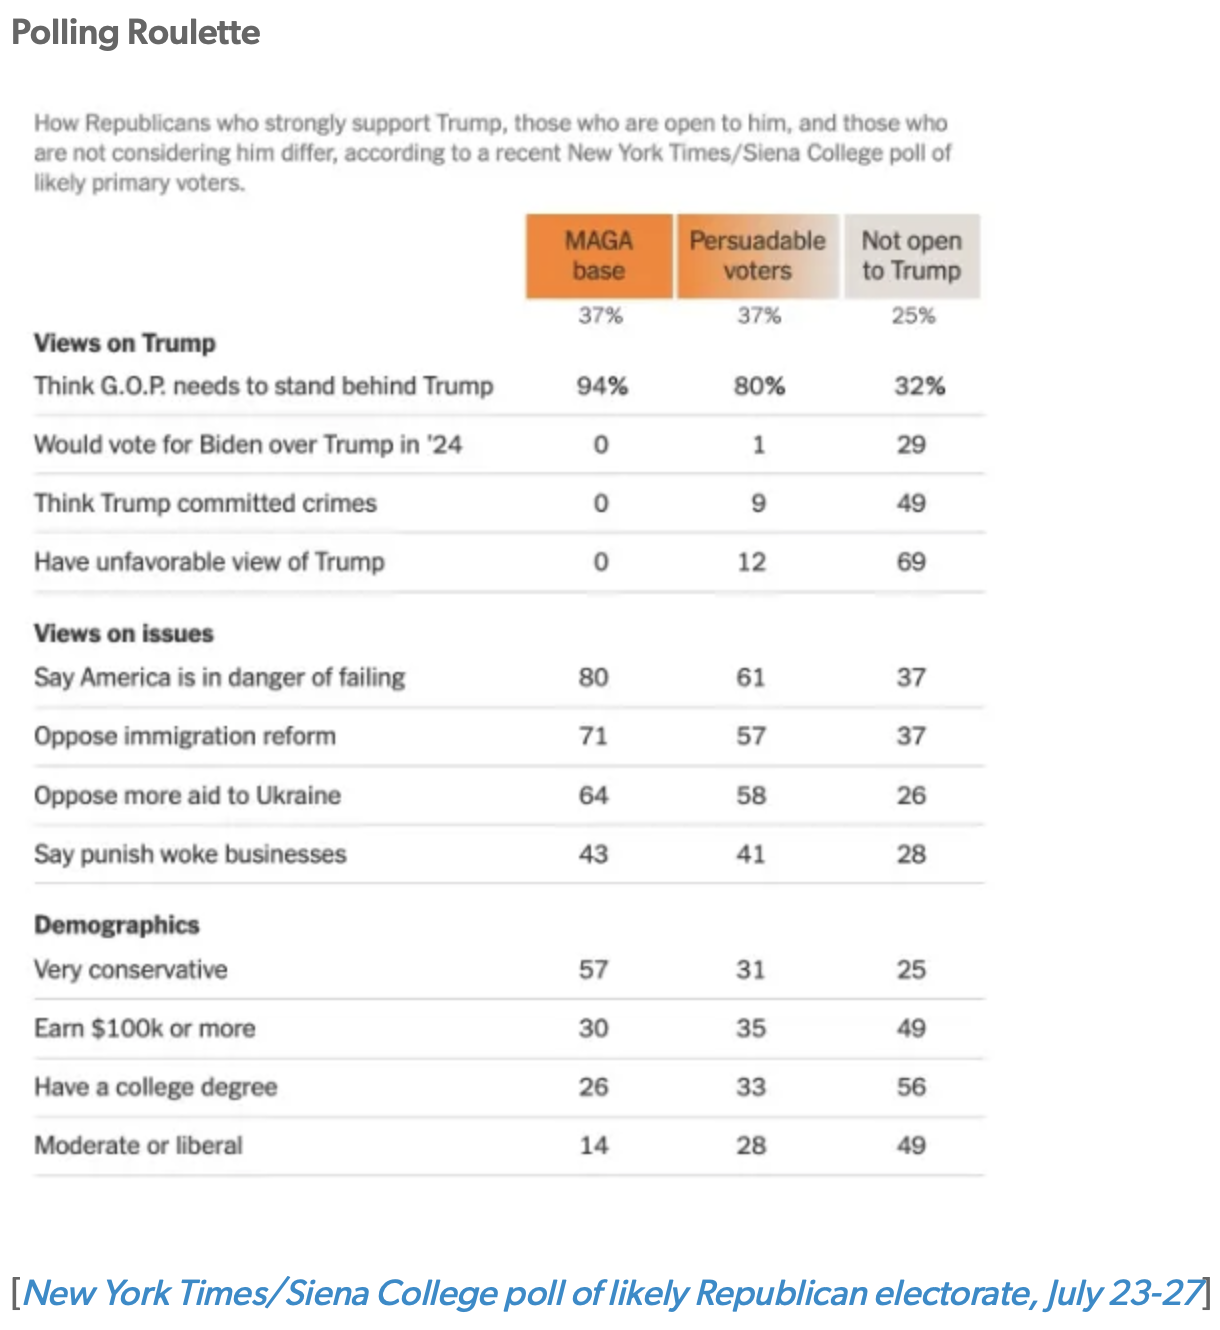 Polling Roulette
How Republicans who strongly support Trump, those who are open to him, and those who
are not considering him differ, according to a recent New York Times/Siena College poll of
likely primary voters.
MAGA base Persuadable voters Not open to Trump
37% 37% 25%
Views on Trump
Think G.O.P. needs to stand behind Trump 94% 80% 32%
Would vote for Biden over Trump in '24 0 1 29
Think Trump committed crimes 0 9 49
Have unfavorable view of Trump 0 12 69
Views on issues
Say America is in danger of failing 80 61 37
Oppose immigration reform 71 57 37
Oppose more aid to Ukraine 64 58 26
Say punish woke businesses 43 41 28
Demographics
Very conservative 57 31 25
Earn $100k or more 30 35 49
Have a college degree 26 33 56
Moderate or liberal 14 28 49
[New York Times/Siena College poll of likely Republican electorate, July 23-27]